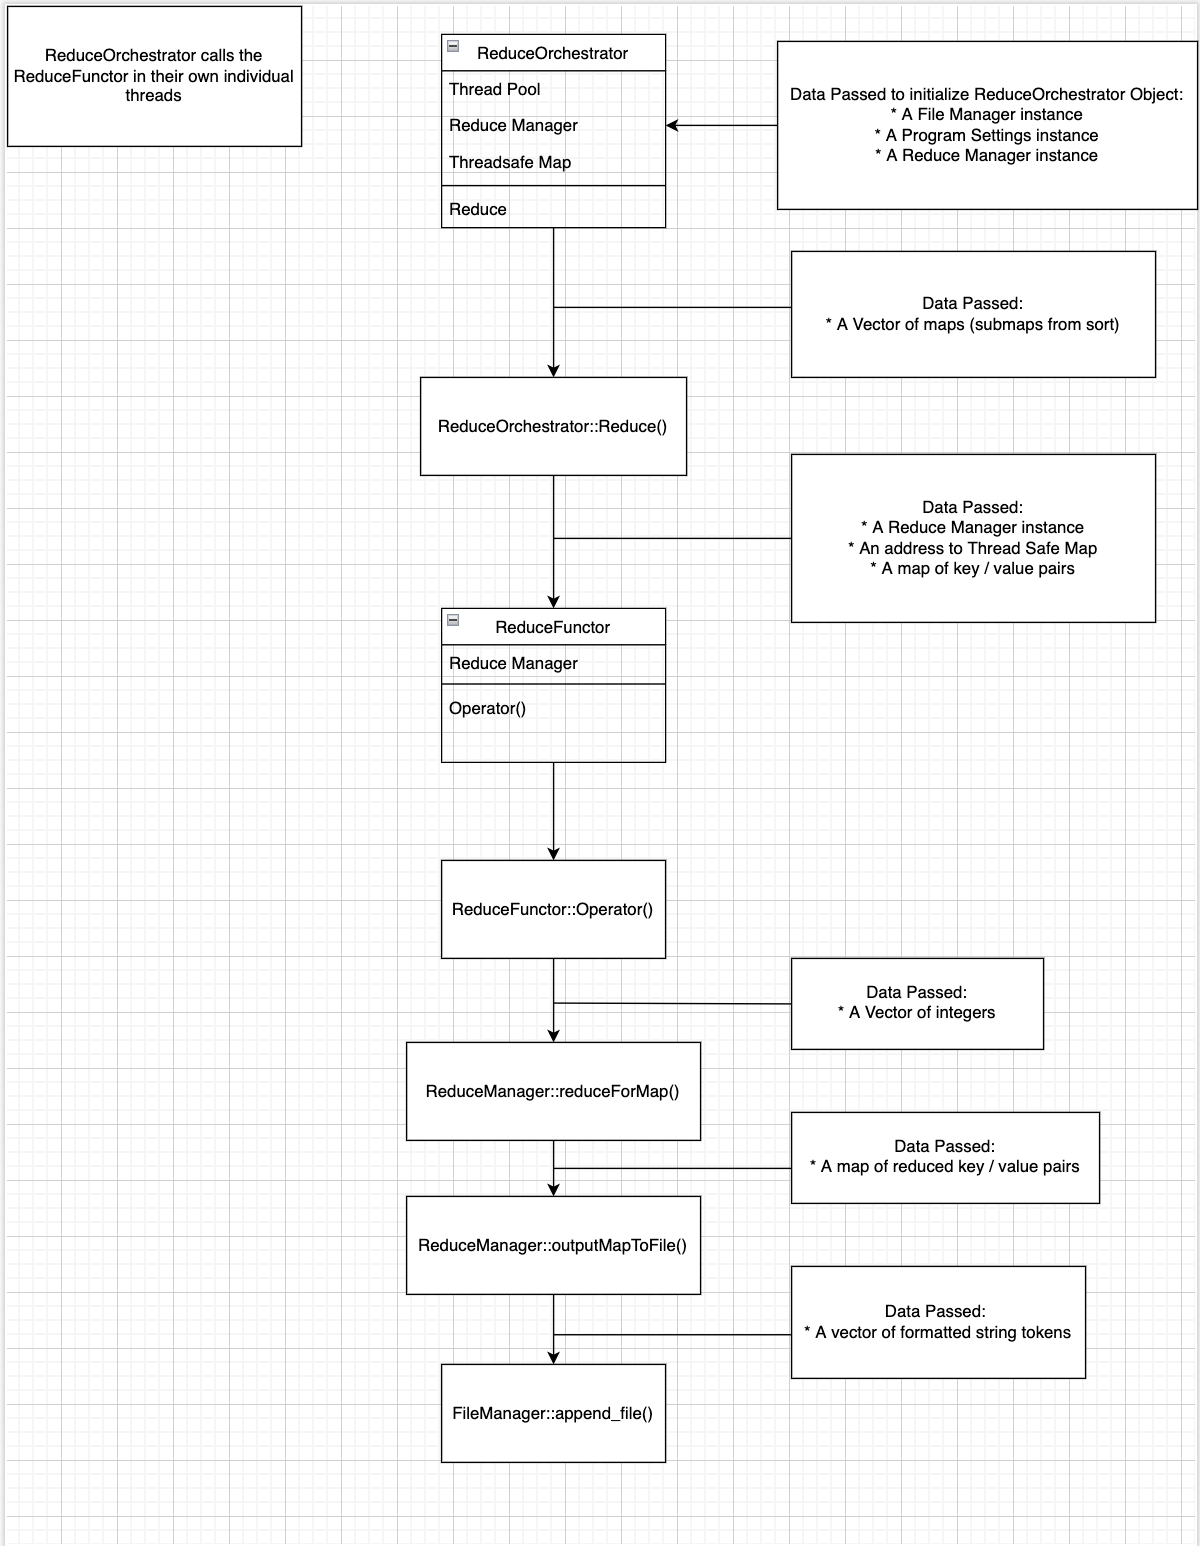 ReduceOrchestrator calls the
ReduceFunctor in their own individual
threads
ReduceOrchestrator
Thread Pool
Reduce Manager
Threadsafe Map
Reduce
Data Passed to initialize ReduceOrchestrator Object:
* A File Manager instance
* A Program Settings instance
* A Reduce Manager instance
Data Passed:
* A Vector of maps (submaps from sort)
ReduceOrchestrator::Reduce()
Data Passed:
* A Reduce Manager instance
* An address to Thread Safe Map
* A map of key / value pairs
ReduceFunctor
Reduce Manager
Operator()
ReduceFunctor::Operator()
Data Passed:
* A Vector of integers
ReduceManager::reduceForMap()
Data Passed:
* A map of reduced key / value pairs
ReduceManager::outputMapToFile()
Data Passed:
* A vector of formatted string tokens
FileManager::append_file()